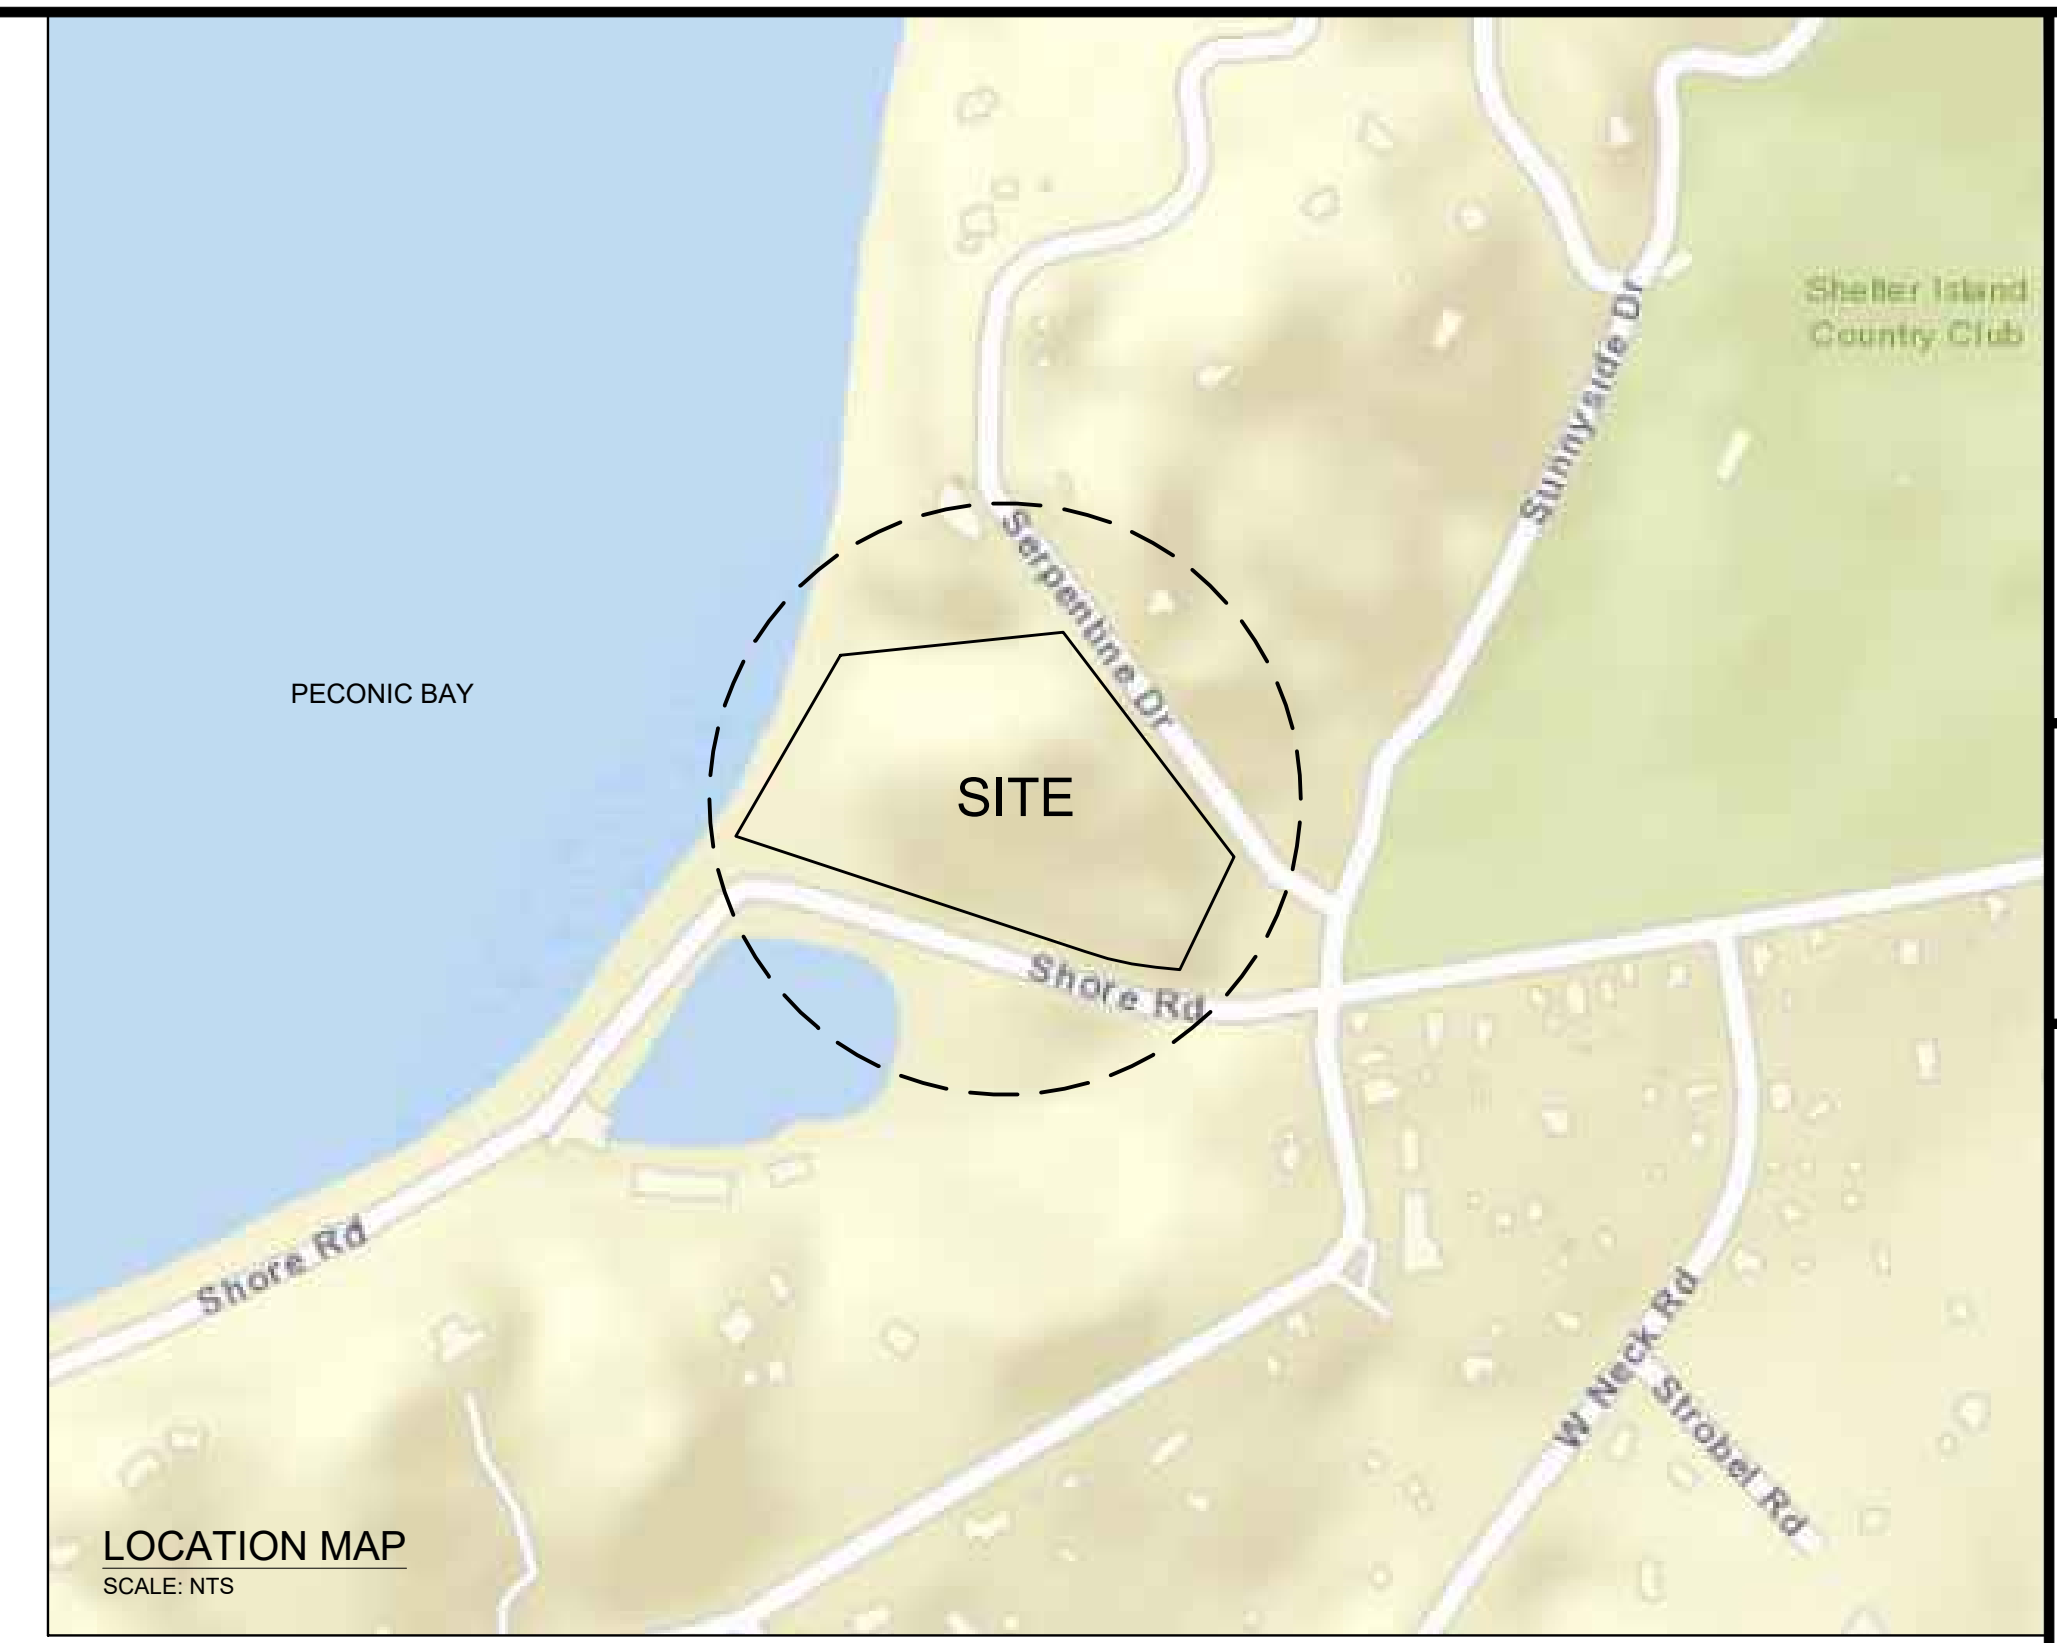 Shelter Island
Country Club
Sunnyside Dr
Serpentine Dr
PECONIC BAY
SITE
Shore Rd
Shore Rd
W Neck Rd
Strobel Rd
LOCATION MAP
SCALE: NTS